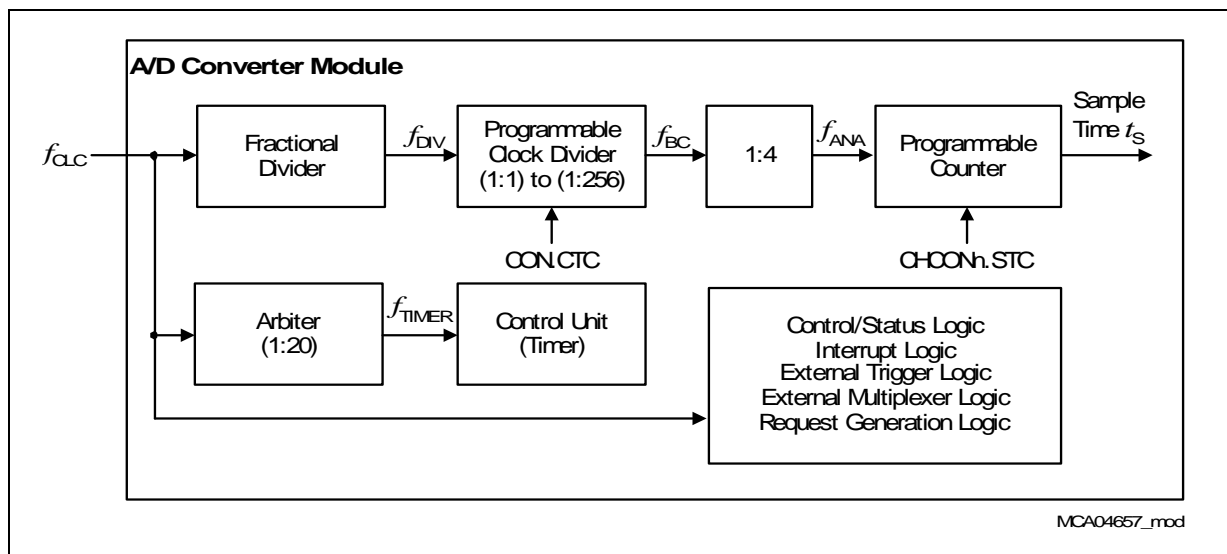 A/D Converter Module
fCLC
Fractional
Divider
fDIV
Programmable
Clock Divider
(1:1) to (1:256)
fBC
1:4
fANA
Programmable
Counter
Sample
Time tS
CON.CTC
CHCONn.STC
Arbiter
(1:20)
fTIMER
Control Unit
(Timer)
Control/Status Logic
Interrupt Logic
External Trigger Logic
External Multiplexer Logic
Request Generation Logic
MCA04657_mod